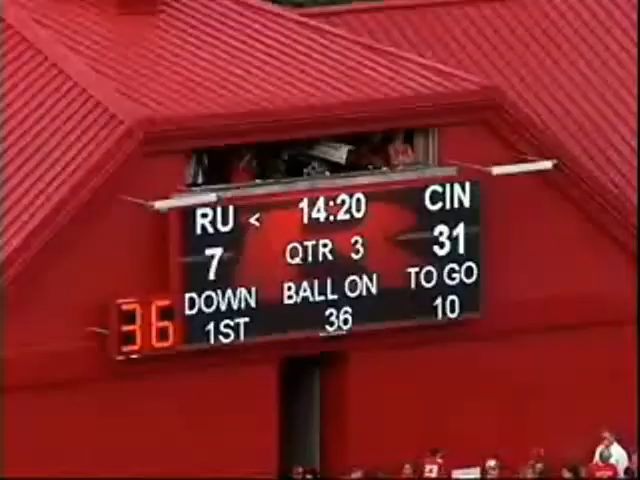 RU < 14:20 CIN
7 QTR 3 31
DOWN BALL ON TO GO
36 1ST 36 10